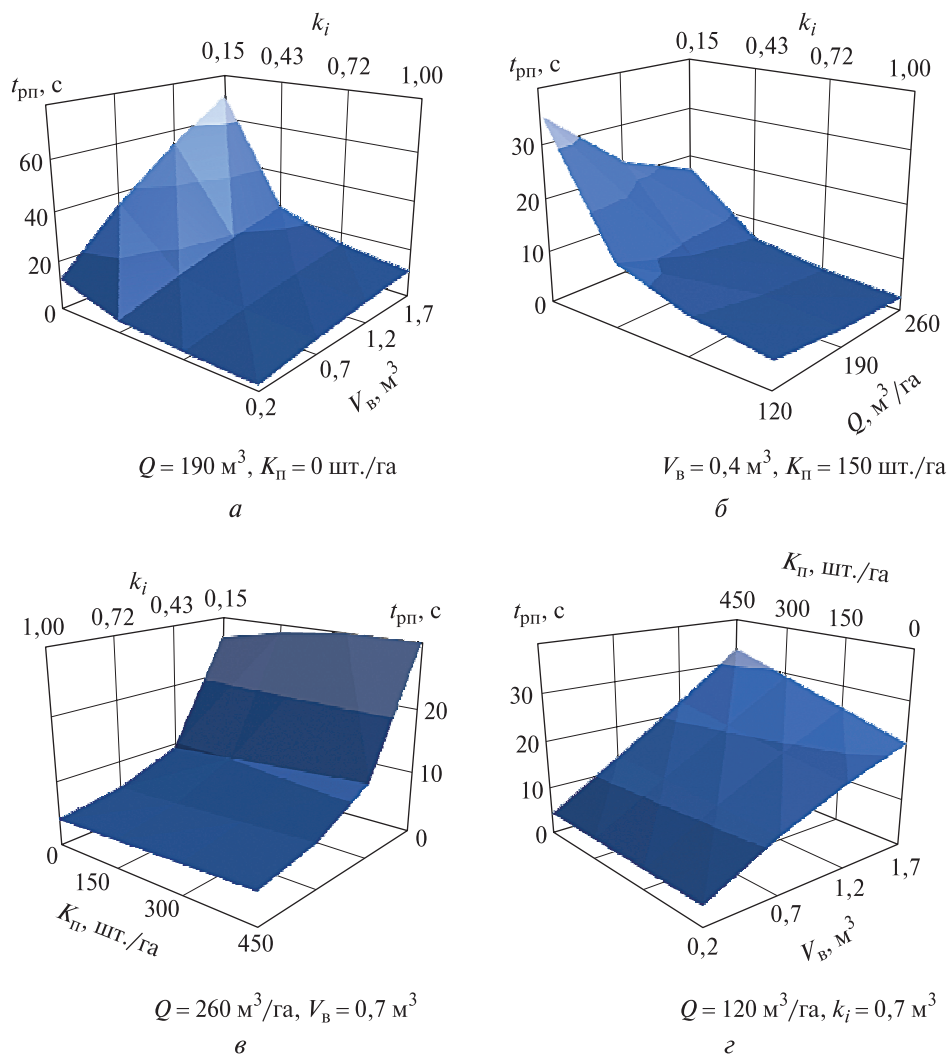 k_i
0,15 0,43 0,72 1,00
t_рп, с
60
40
20
0
1,7
1,2
0,7
0,2
V_в, м³
Q = 190 м³, K_п = 0 шт./га
а
k_i
0,15 0,43 0,72 1,00
t_рп, с
30
20
10
0
260
190
120
Q, м³/га
V_в = 0,4 м³, K_п = 150 шт./га
б
k_i
1,00 0,72 0,43 0,15
t_рп, с
20
10
0
0
150
300
450
K_п, шт./га
Q = 260 м³/га, V_в = 0,7 м³
в
K_п, шт./га
450 300 150 0
t_рп, с
30
20
10
0
1,7
1,2
0,7
0,2
V_в, м³
Q = 120 м³/га, k_i = 0,7 м³
г